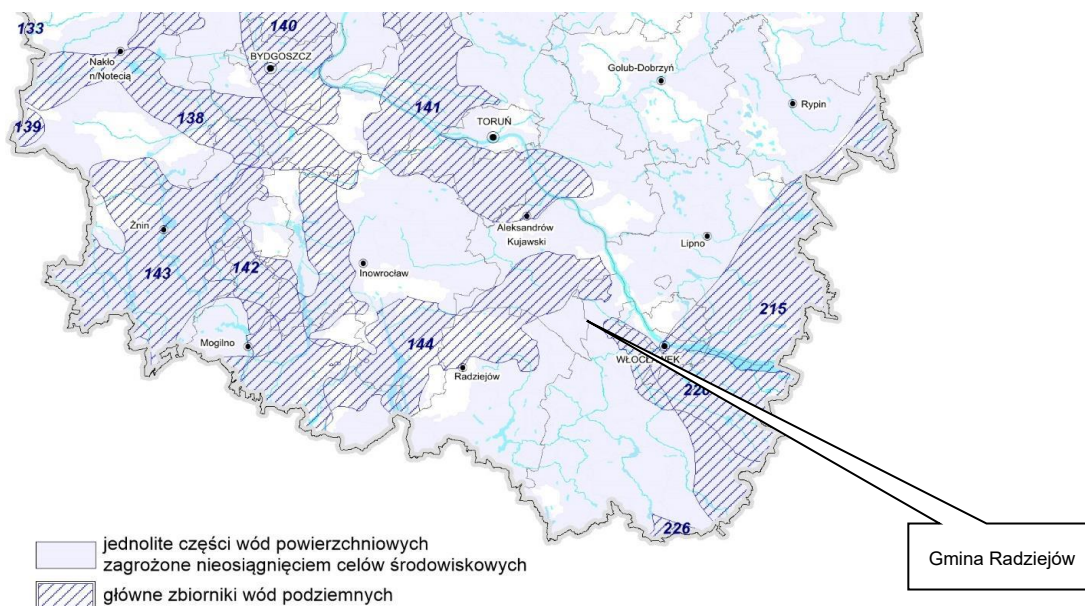 133
140
Nakło
n/Notecią
BYDGOSZCZ
Golub-Dobrzyń
Rypin
139
138
141
TORUŃ
Żnin
Aleksandrów
Kujawski
Lipno
143
142
Inowrocław
215
Mogilno
144
Radziejów
WŁOCŁAWEK
220
226
Gmina Radziejów
jednolite części wód powierzchniowych
zagrożone nieosiągnięciem celów środowiskowych
główne zbiorniki wód podziemnych